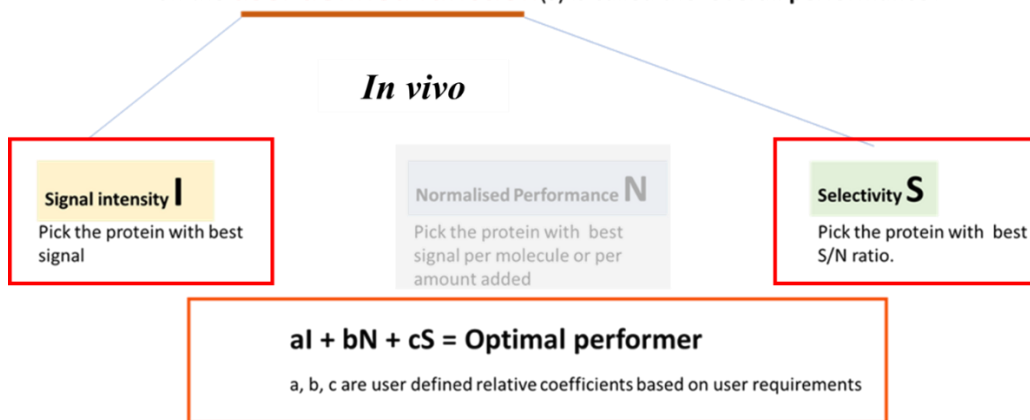 In vivo
Signal intensity I
Pick the protein with best
signal
Normalised Performance N
Pick the protein with best
signal per molecule or per
amount added
Selectivity S
Pick the protein with best
S/N ratio.
aI + bN + cS = Optimal performer
a, b, c are user defined relative coefficients based on user requirements